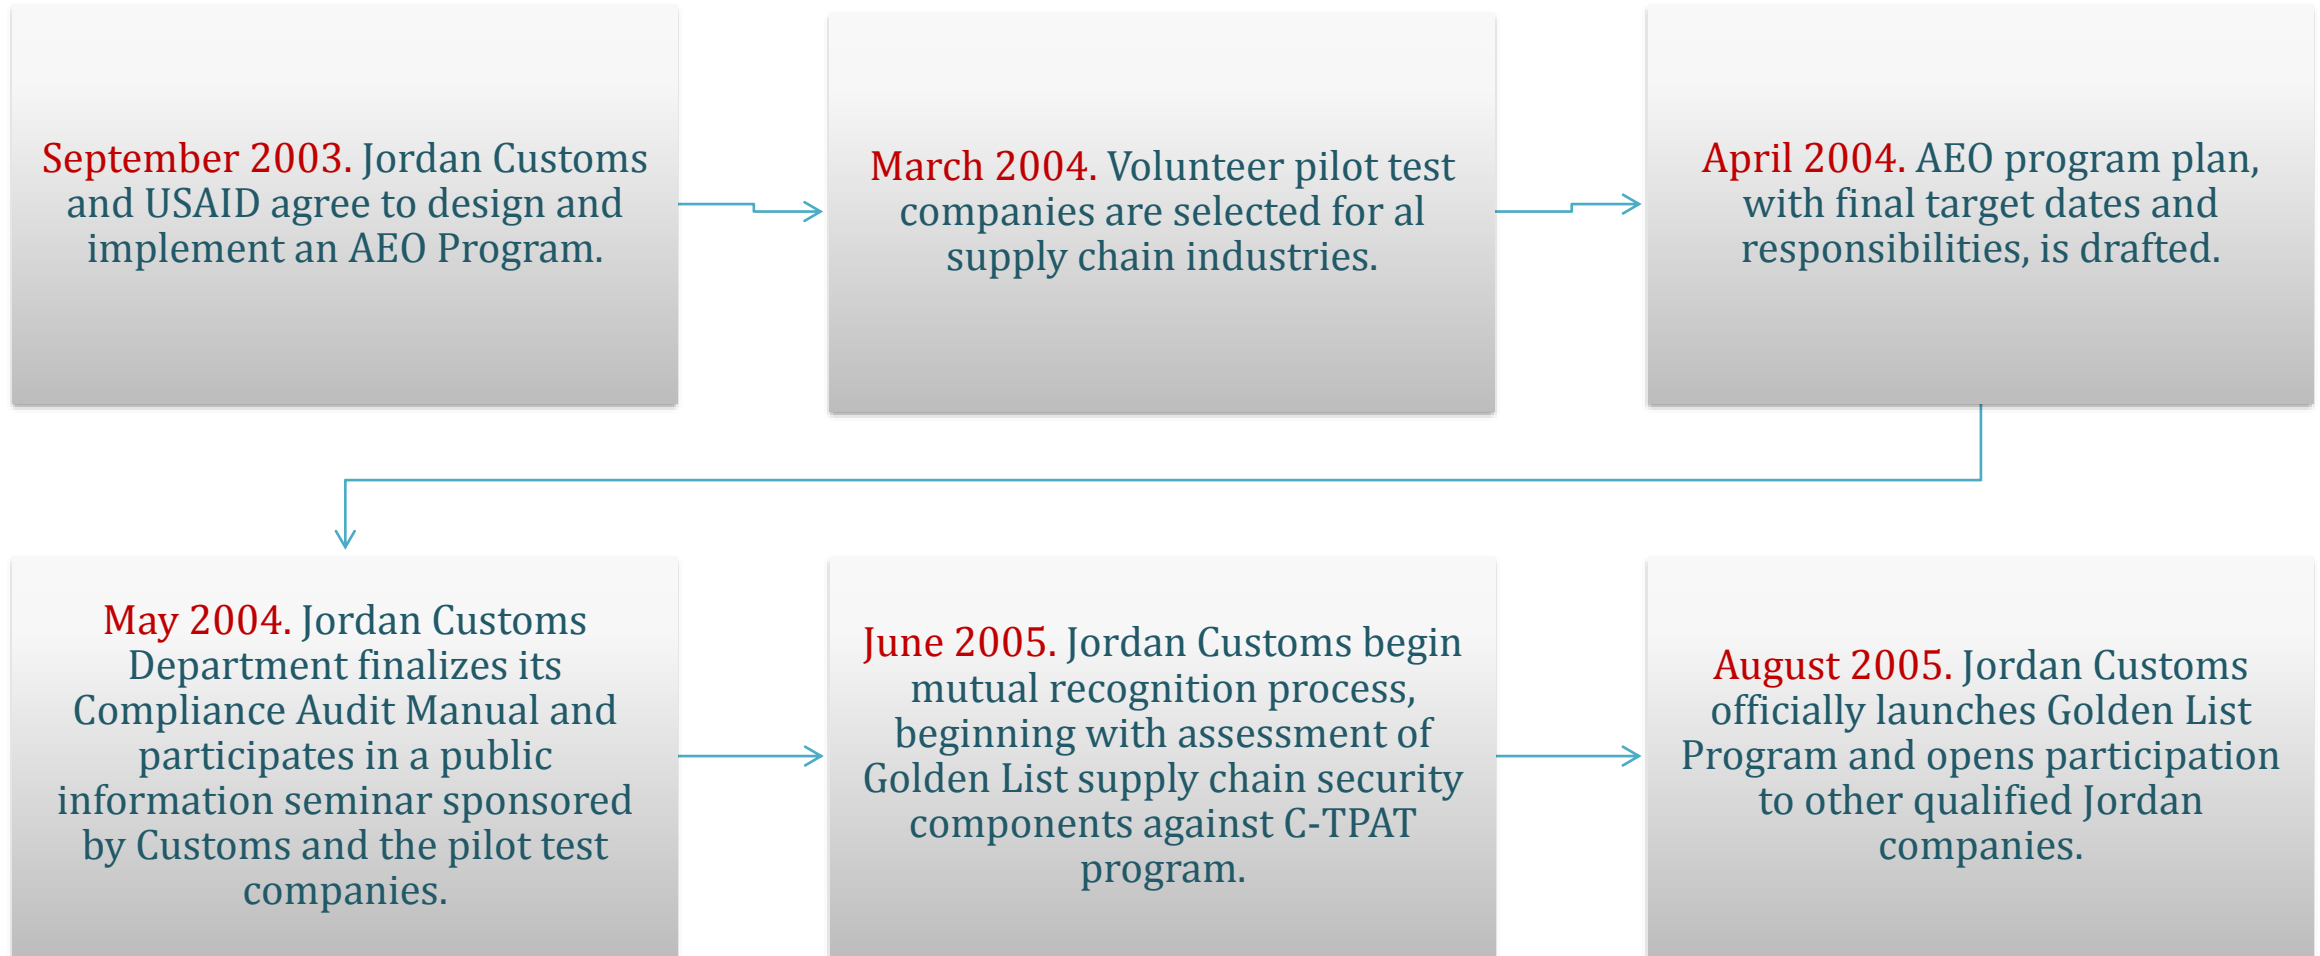 September 2003. Jordan Customs
and USAID agree to design and
implement an AEO Program.
March 2004. Volunteer pilot test
companies are selected for al
supply chain industries.
April 2004. AEO program plan,
with final target dates and
responsibilities, is drafted.
May 2004. Jordan Customs
Department finalizes its
Compliance Audit Manual and
participates in a public
information seminar sponsored
by Customs and the pilot test
companies.
June 2005. Jordan Customs begin
mutual recognition process,
beginning with assessment of
Golden List supply chain security
components against C-TPAT
program.
August 2005. Jordan Customs
officially launches Golden List
Program and opens participation
to other qualified Jordan
companies.